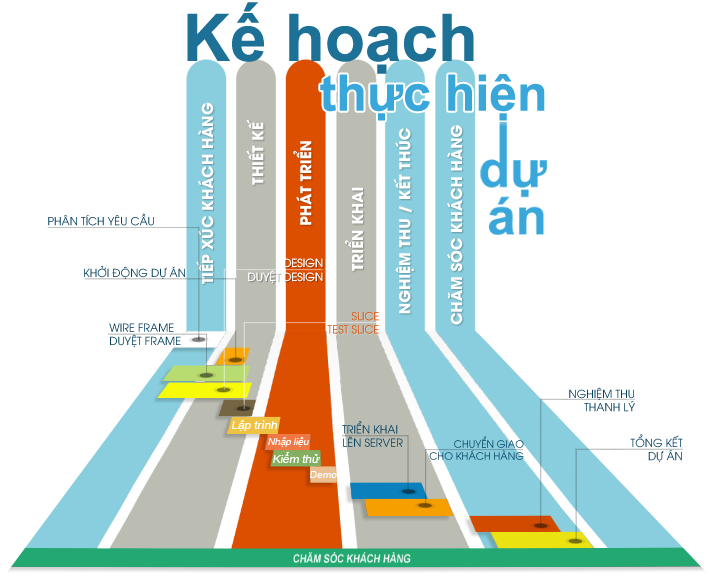 Kế hoạch
thực hiện
dự
án
TIẾP XÚC KHÁCH HÀNG
THIẾT KẾ
PHÁT TRIỂN
TRIỂN KHAI
NGHIỆM THU / KẾT THÚC
CHĂM SÓC KHÁCH HÀNG
PHÂN TÍCH YÊU CẦU
KHỞI ĐỘNG DỰ ÁN
DESIGN
DUYỆT DESIGN
WIRE FRAME
DUYỆT FRAME
SLICE
TEST SLICE
Lập trình
Nhập liệu
Kiểm thử
Demo
TRIỂN KHAI
LÊN SERVER
CHUYỂN GIAO
CHO KHÁCH HÀNG
NGHIỆM THU
THANH LÝ
TỔNG KẾT
DỰ ÁN
CHĂM SÓC KHÁCH HÀNG